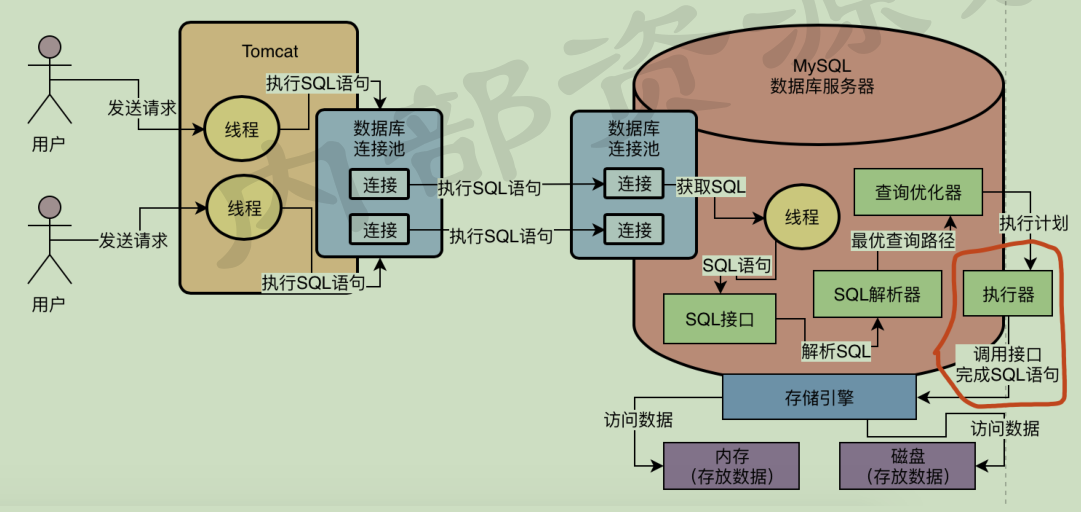 内部资源
Tomcat
MySQL
数据库服务器
执行SQL语句
发送请求
线程
用户
数据库
连接池
数据库
连接池
连接
执行SQL语句
连接
获取SQL
查询优化器
线程
线程
发送请求
连接
执行SQL语句
连接
执行计划
最优查询路径
用户
执行SQL语句
SQL语句
SQL接口
SQL解析器
执行器
解析SQL
调用接口
完成SQL语句
存储引擎
访问数据
访问数据
内存
（存放数据）
磁盘
（存放数据）